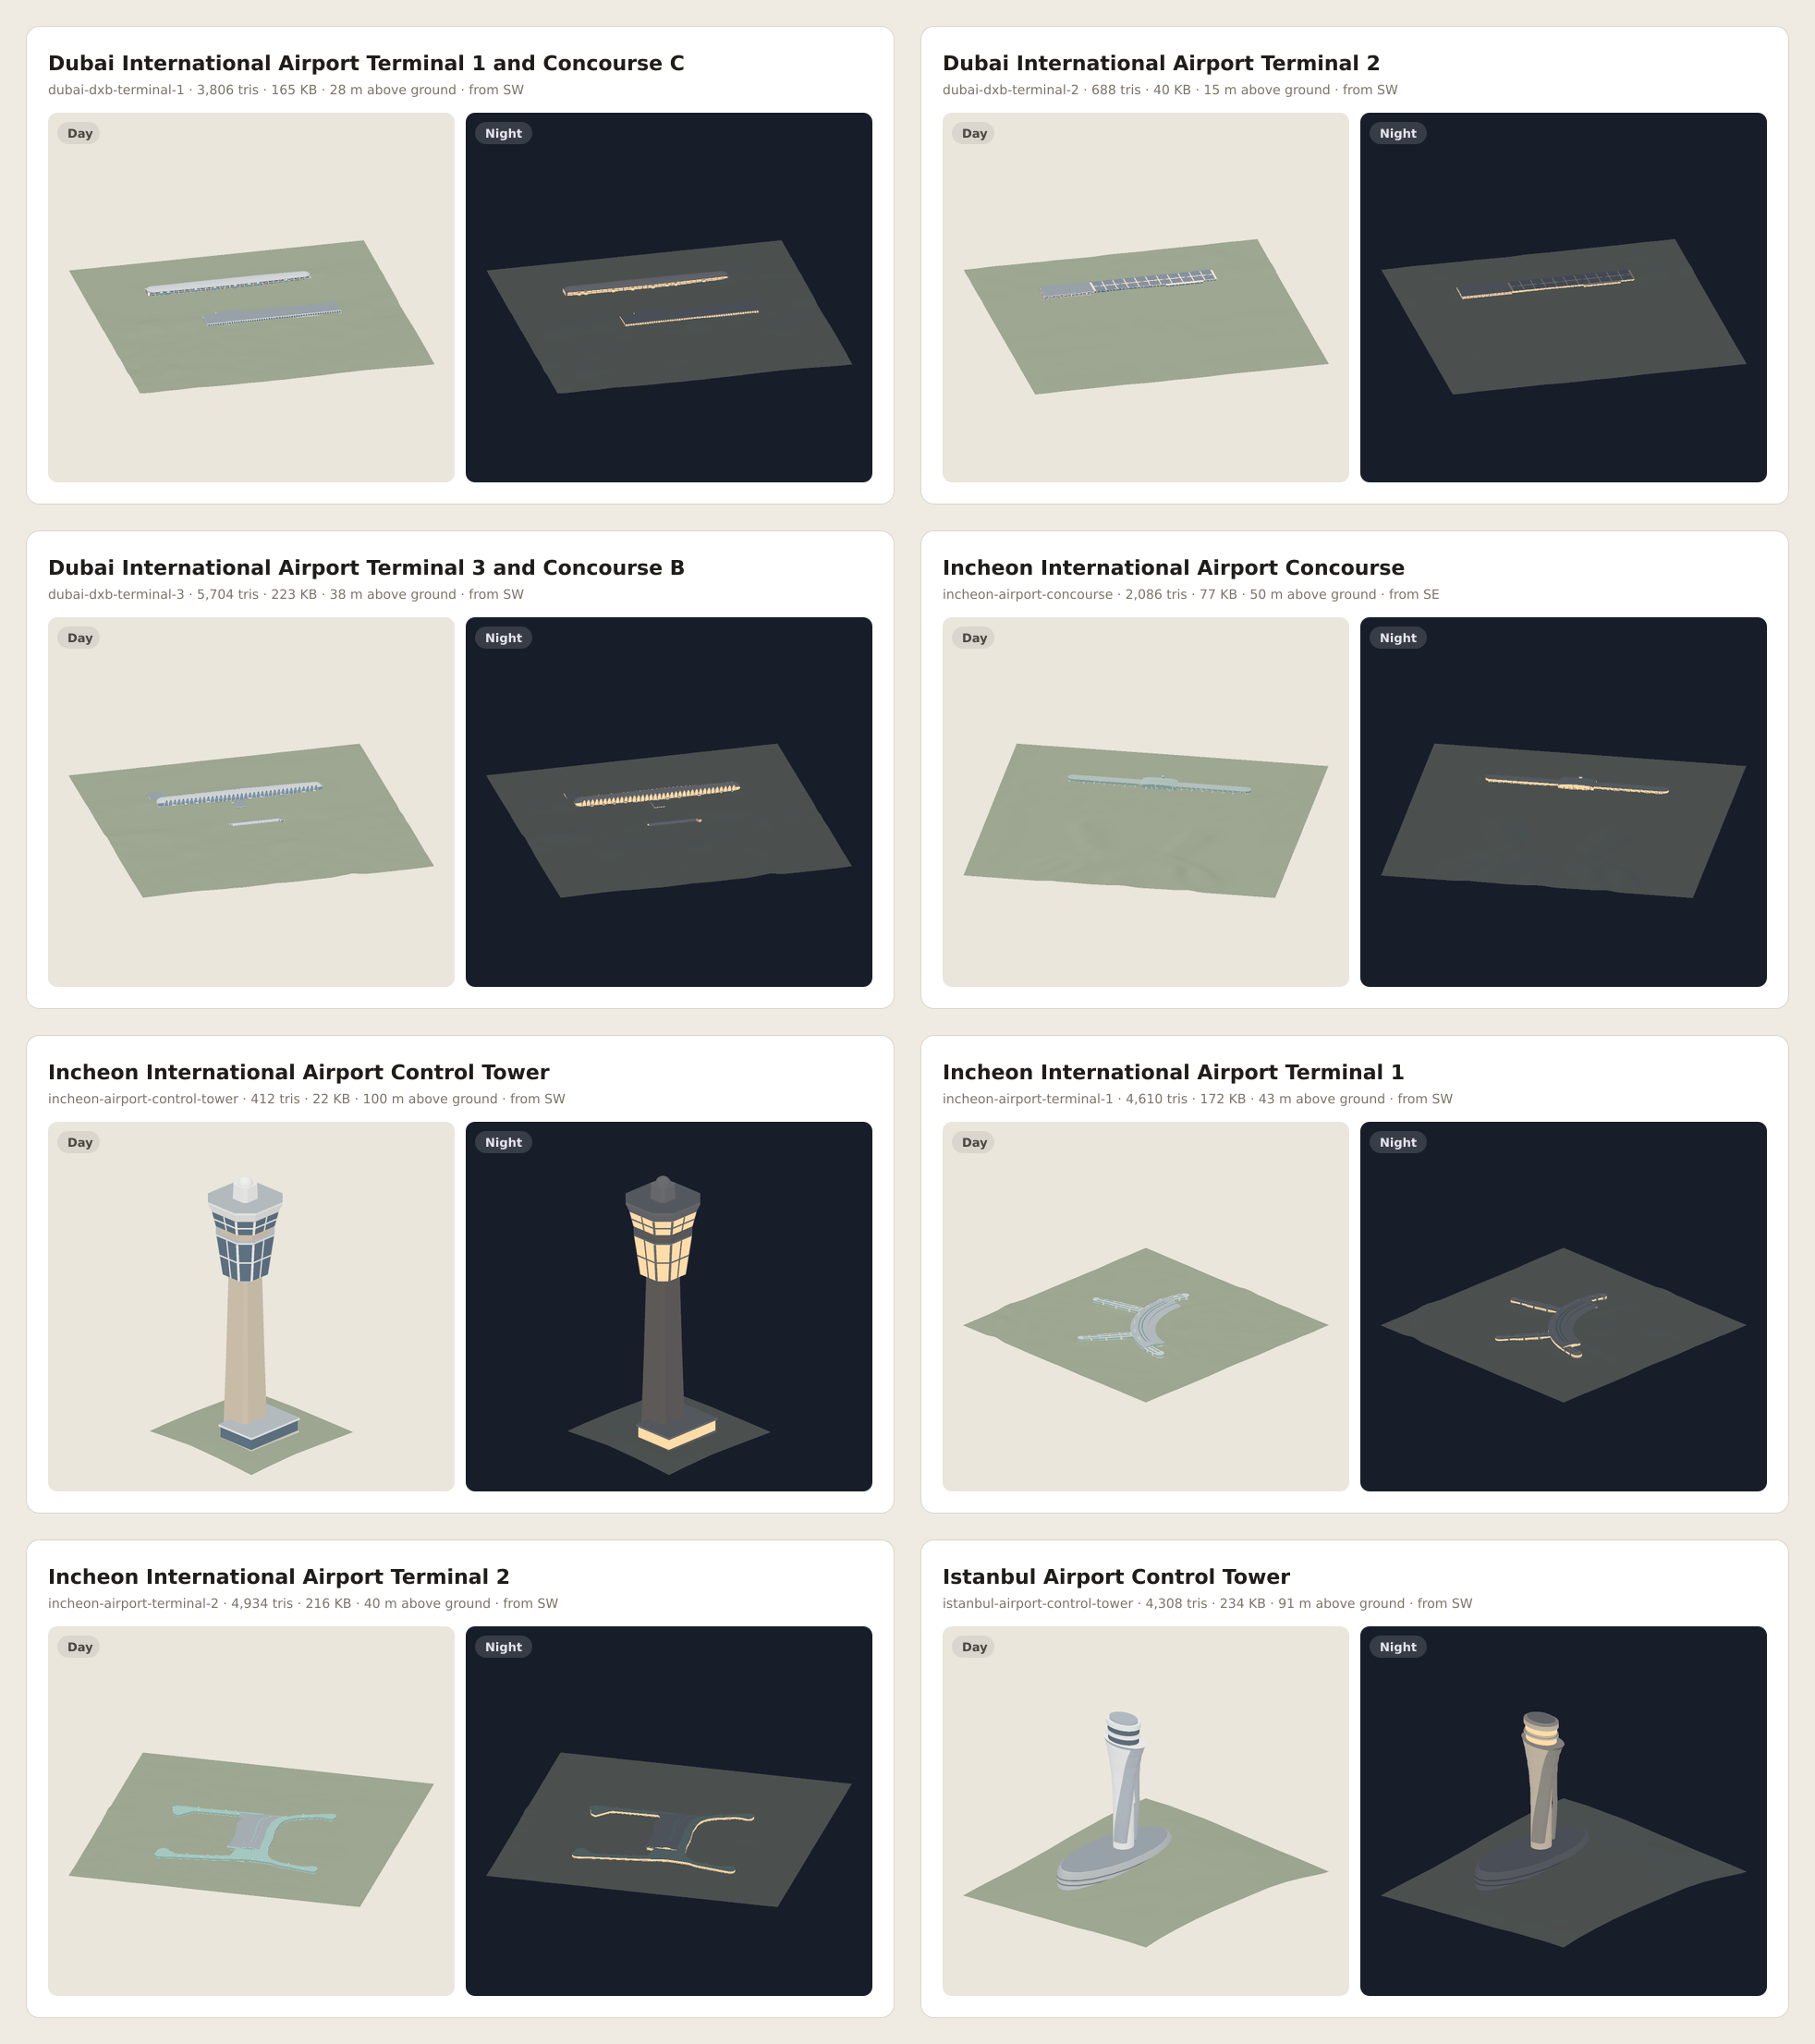 Dubai International Airport Terminal 1 and Concourse C
dubai-dxb-terminal-1 · 3,806 tris · 165 KB · 28 m above ground · from SW
Day
Night
Dubai International Airport Terminal 2
dubai-dxb-terminal-2 · 688 tris · 40 KB · 15 m above ground · from SW
Day
Night
Dubai International Airport Terminal 3 and Concourse B
dubai-dxb-terminal-3 · 5,704 tris · 223 KB · 38 m above ground · from SW
Day
Night
Incheon International Airport Concourse
incheon-airport-concourse · 2,086 tris · 77 KB · 50 m above ground · from SE
Day
Night
Incheon International Airport Control Tower
incheon-airport-control-tower · 412 tris · 22 KB · 100 m above ground · from SW
Day
Night
Incheon International Airport Terminal 1
incheon-airport-terminal-1 · 4,610 tris · 172 KB · 43 m above ground · from SW
Day
Night
Incheon International Airport Terminal 2
incheon-airport-terminal-2 · 4,934 tris · 216 KB · 40 m above ground · from SW
Day
Night
Istanbul Airport Control Tower
istanbul-airport-control-tower · 4,308 tris · 234 KB · 91 m above ground · from SW
Day
Night